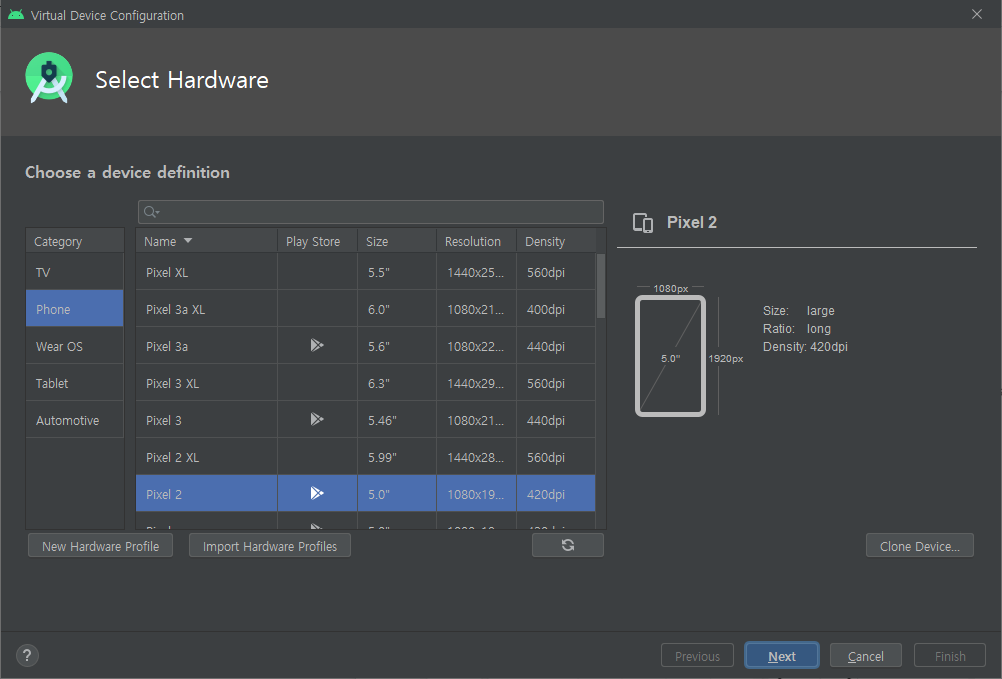 Virtual Device Configuration
Select Hardware
Choose a device definition
Category
TV
Phone
Wear OS
Tablet
Automotive
Name Play Store Size Resolution Density
Pixel XL 5.5" 1440x25... 560dpi
Pixel 3a XL 6.0" 1080x21... 400dpi
Pixel 3a 5.6" 1080x22... 440dpi
Pixel 3 XL 6.3" 1440x29... 560dpi
Pixel 3 5.46" 1080x21... 440dpi
Pixel 2 XL 5.99" 1440x28... 560dpi
Pixel 2 5.0" 1080x19... 420dpi
New Hardware Profile Import Hardware Profiles
Pixel 2
1080px
5.0" 1920px
Size: large
Ratio: long
Density: 420dpi
Clone Device...
? Previous Next Cancel Finish